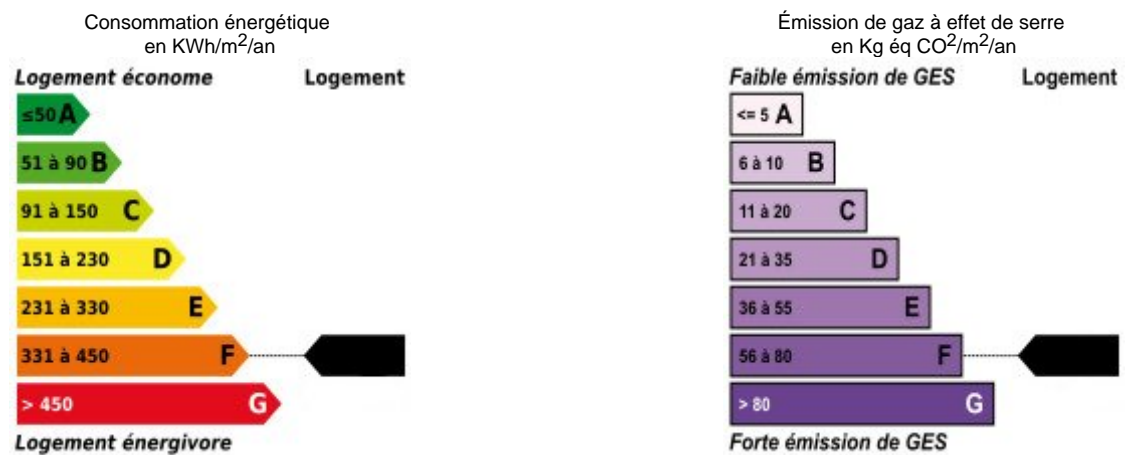 Consommation énergétique
en KWh/m2/an
Logement économe Logement
≤50 A
51 à 90 B
91 à 150 C
151 à 230 D
231 à 330 E
331 à 450 F
> 450 G
Logement énergivore
Émission de gaz à effet de serre
en Kg éq CO2/m2/an
Faible émission de GES Logement
<= 5 A
6 à 10 B
11 à 20 C
21 à 35 D
36 à 55 E
56 à 80 F
> 80 G
Forte émission de GES